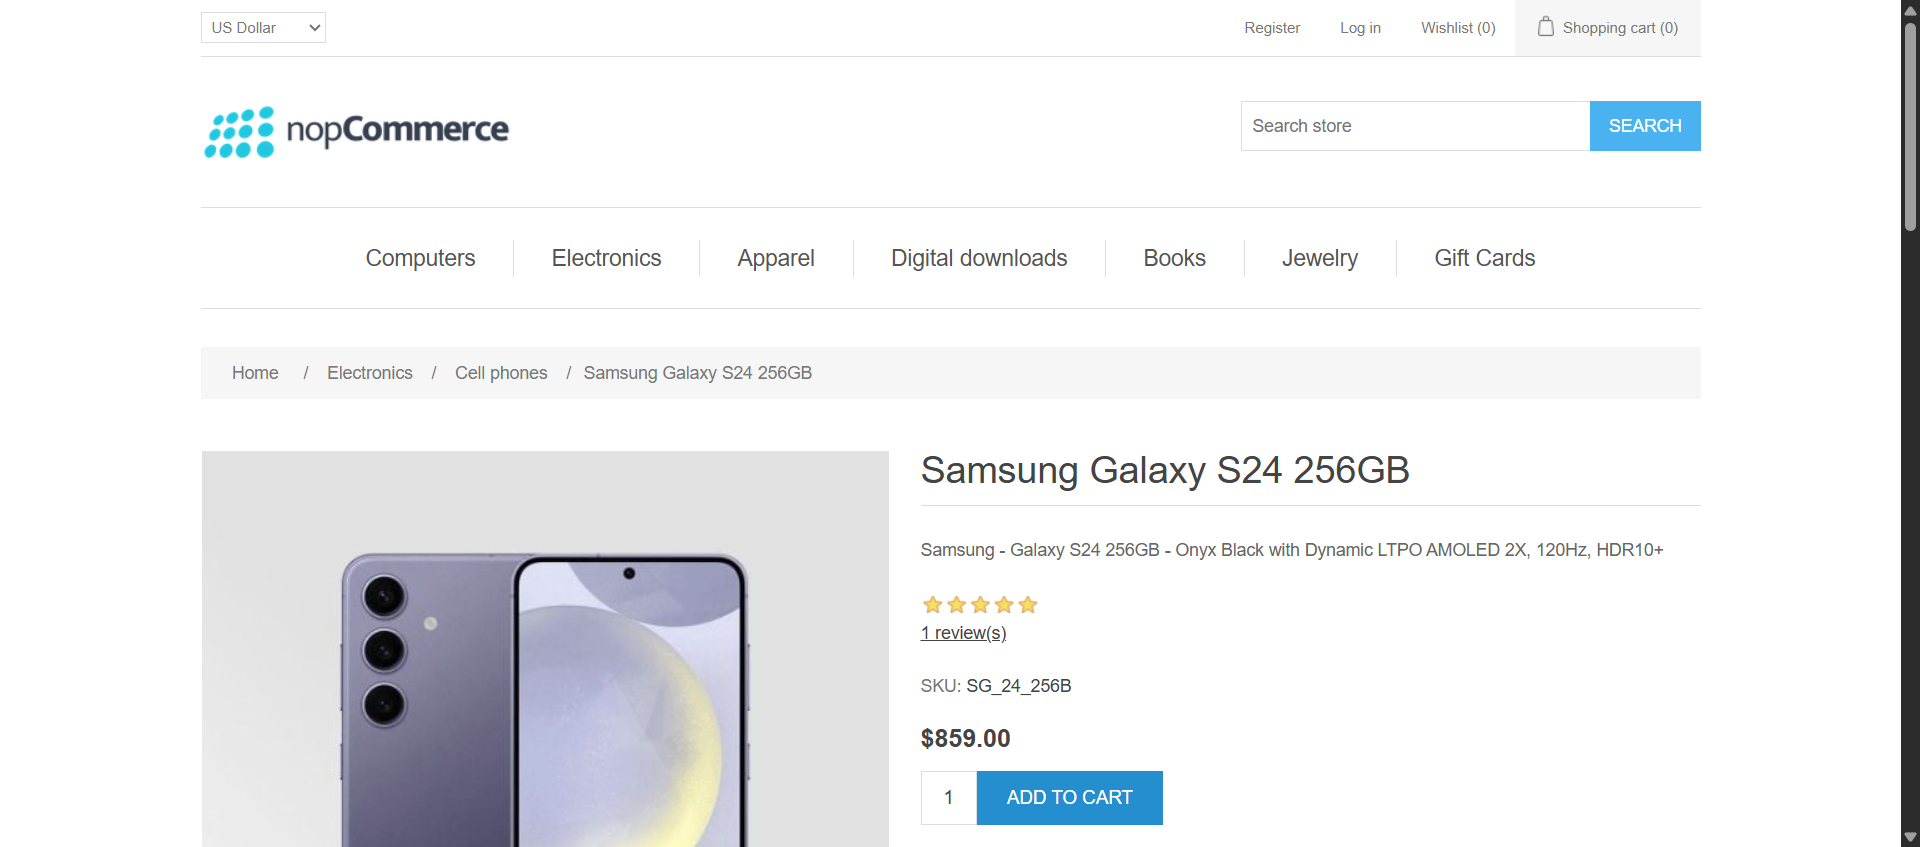 US Dollar
Register
Log in
Wishlist (0)
Shopping cart (0)
nopCommerce
Search store
SEARCH
Computers
Electronics
Apparel
Digital downloads
Books
Jewelry
Gift Cards
Home / Electronics / Cell phones / Samsung Galaxy S24 256GB
Samsung Galaxy S24 256GB
Samsung - Galaxy S24 256GB - Onyx Black with Dynamic LTPO AMOLED 2X, 120Hz, HDR10+
1 review(s)
SKU: SG_24_256B
$859.00
1
ADD TO CART